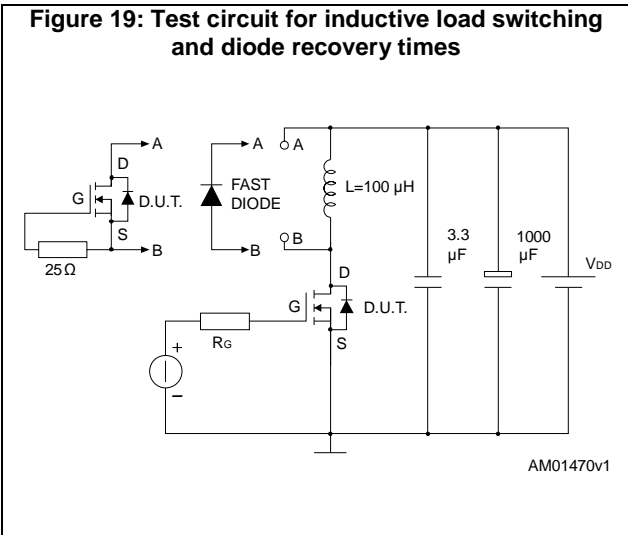 Figure 19: Test circuit for inductive load switching
and diode recovery times
A
D
G
D.U.T.
S
B
25Ω
A
FAST
DIODE
B
A
L=100 µH
B
D
G
D.U.T.
S
RG
+
−
3.3
µF
1000
µF
VDD
AM01470v1